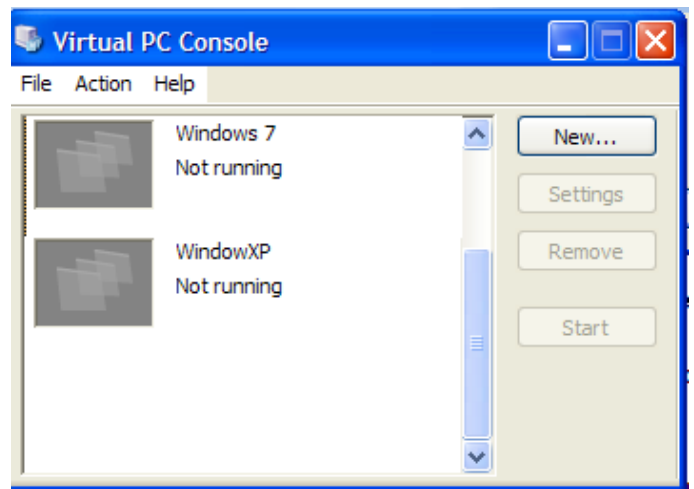 Virtual PC Console
File Action Help
Windows 7
Not running
WindowXP
Not running
New...
Settings
Remove
Start